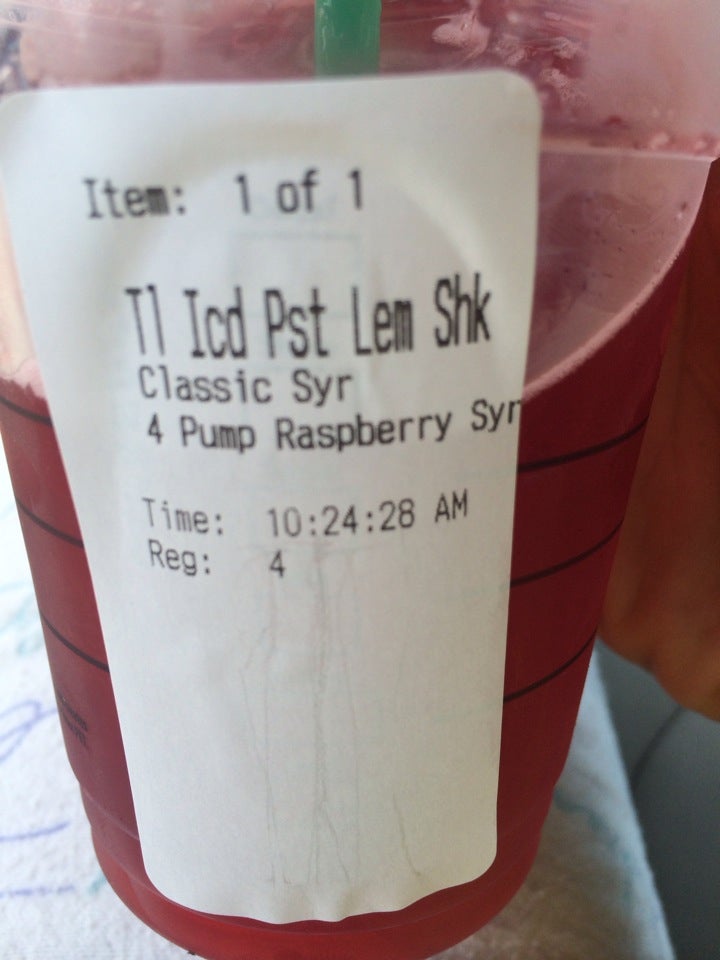 Item: 1 of 1
Tl Icd Pst Lem Shk
Classic Syr
4 Pump Raspberry Syr
Time: 10:24:28 AM
Reg: 4